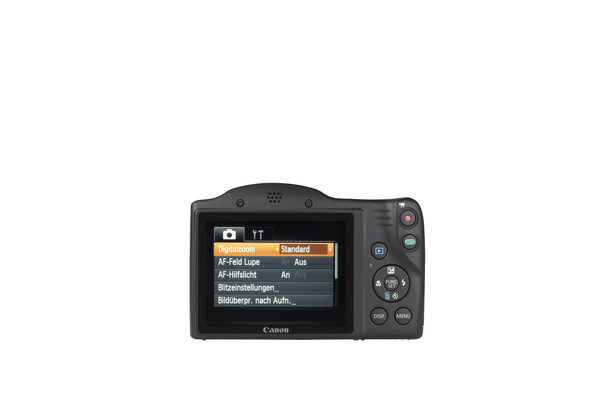 Digitalzoom Standard
AF-Feld Lupe An Aus
AF-Hilfslicht An Aus
Blitzeinstellungen...
Bildüberpr. nach Aufn...
FUNC.
SET
DISP.
MENU
Canon